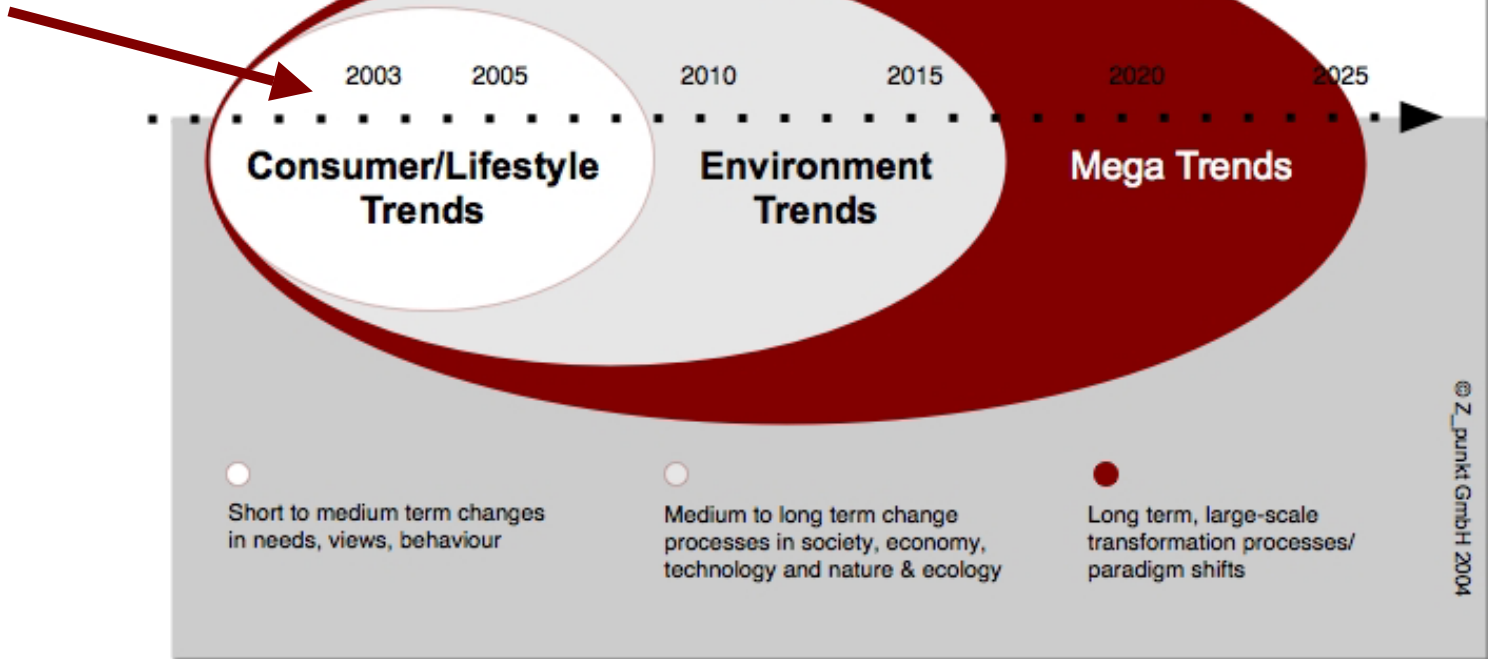 2003 2005 2010 2015 2020 2025
Consumer/Lifestyle
Trends
Environment
Trends
Mega Trends
Short to medium term changes
in needs, views, behaviour
Medium to long term change
processes in society, economy,
technology and nature & ecology
Long term, large-scale
transformation processes/
paradigm shifts
© Z_punkt GmbH 2004